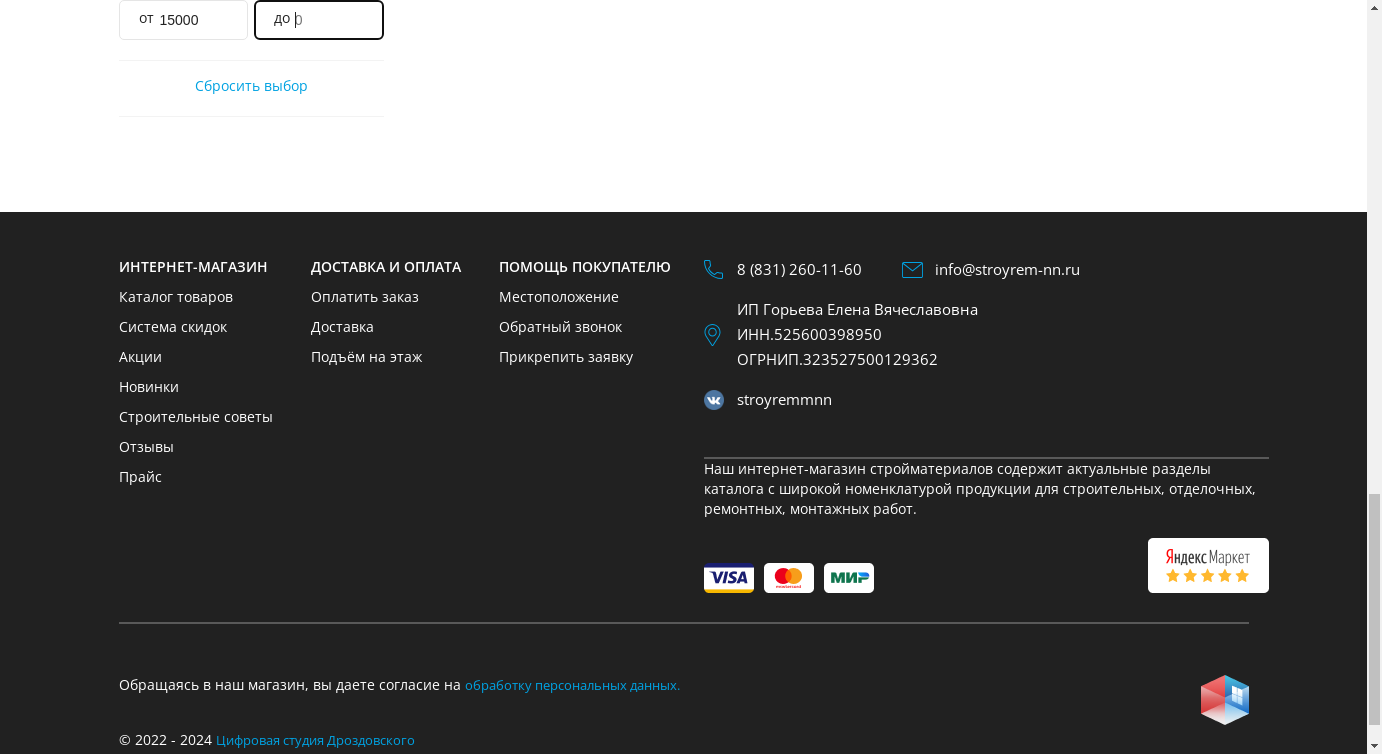 от 15000 до р
Сбросить выбор
ИНТЕРНЕТ-МАГАЗИН
Каталог товаров
Система скидок
Акции
Новинки
Строительные советы
Отзывы
Прайс
ДОСТАВКА И ОПЛАТА
Оплатить заказ
Доставка
Подъём на этаж
ПОМОЩЬ ПОКУПАТЕЛЮ
Местоположение
Обратный звонок
Прикрепить заявку
8 (831) 260-11-60 info@stroyrem-nn.ru
ИП Горьева Елена Вячеславовна
ИНН.525600398950
ОГРНИП.323527500129362
stroyremmnn
Наш интернет-магазин стройматериалов содержит актуальные разделы
каталога с широкой номенклатурой продукции для строительных, отделочных,
ремонтных, монтажных работ.
VISA mastercard МИР
Яндекс Маркет
Обращаясь в наш магазин, вы даете согласие на обработку персональных данных.
© 2022 - 2024 Цифровая студия Дроздовского